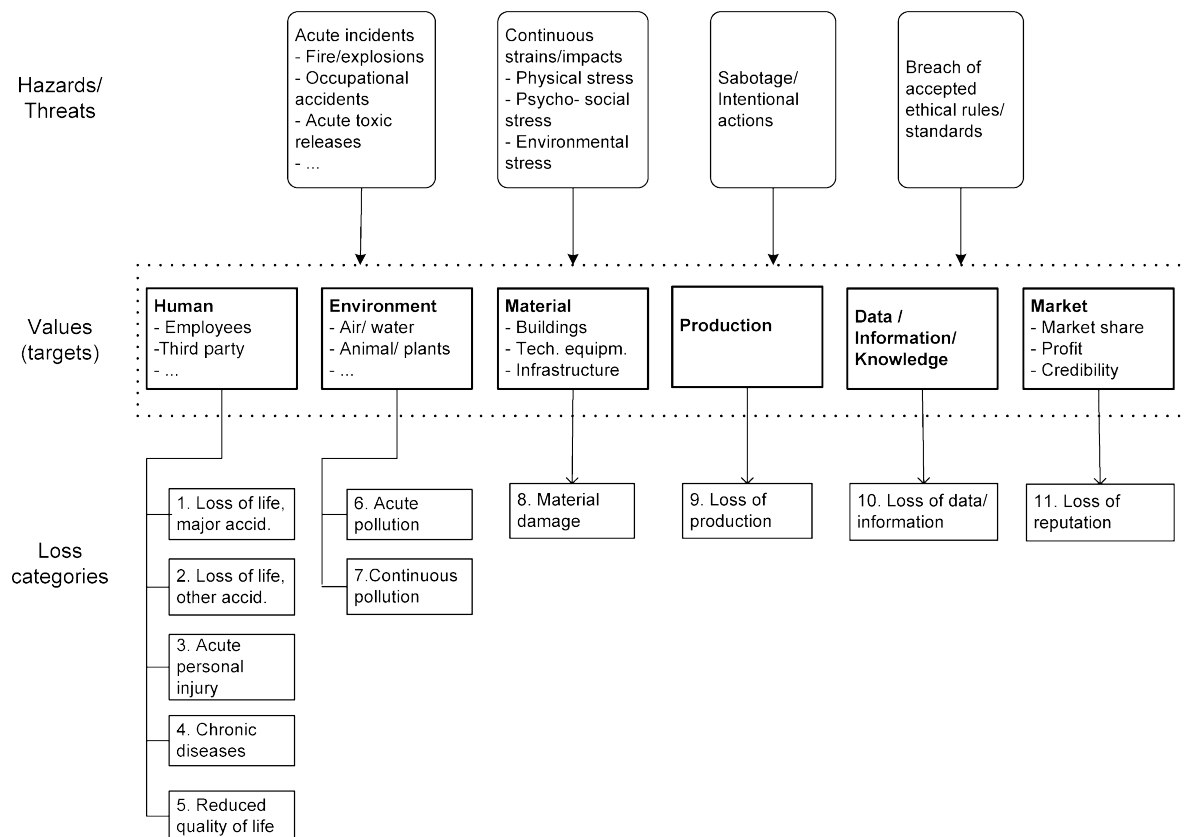 Hazards/
Threats
Acute incidents
- Fire/explosions
- Occupational
accidents
- Acute toxic
releases
- ...
Continuous
strains/impacts
- Physical stress
- Psycho- social
stress
- Environmental
stress
Sabotage/
Intentional
actions
Breach of
accepted
ethical rules/
standards
Values
(targets)
Human
- Employees
-Third party
- ...
Environment
- Air/ water
- Animal/ plants
- ...
Material
- Buildings
- Tech. equipm.
- Infrastructure
Production
Data /
Information/
Knowledge
Market
- Market share
- Profit
- Credibility
Loss
categories
1. Loss of life,
major accid.
2. Loss of life,
other accid.
3. Acute
personal
injury
4. Chronic
diseases
5. Reduced
quality of life
6. Acute
pollution
7.Continuous
pollution
8. Material
damage
9. Loss of
production
10. Loss of data/
information
11. Loss of
reputation